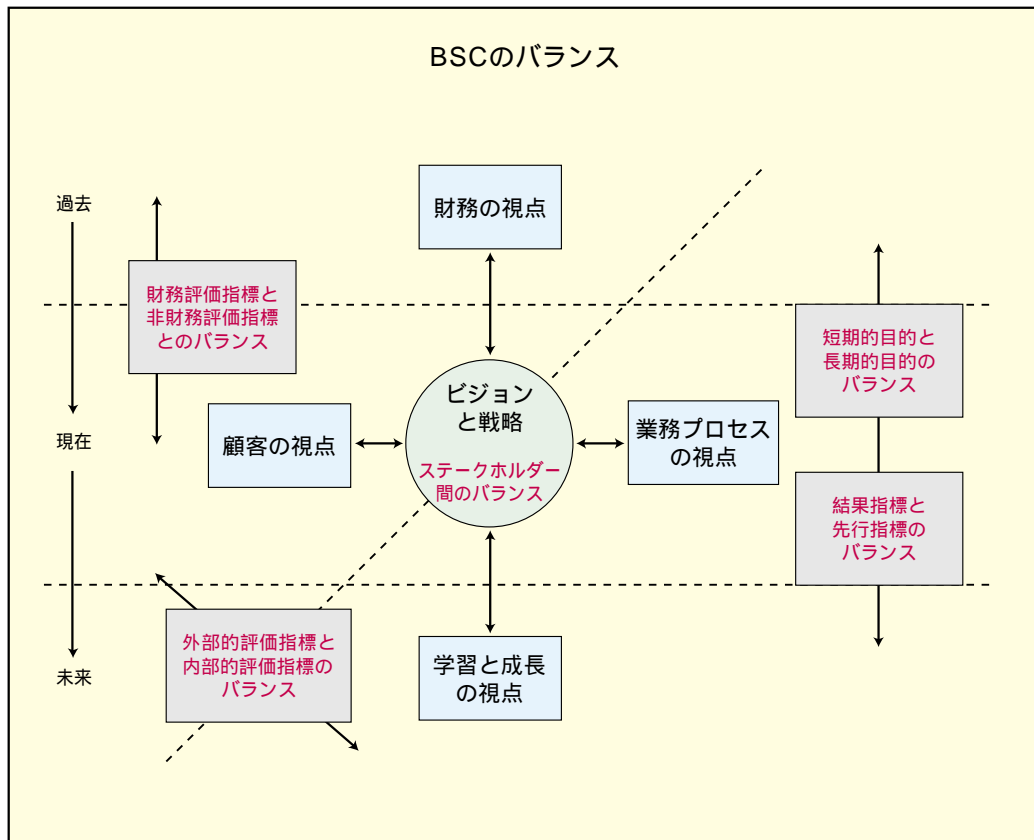 BSCのバランス
過去
財務の視点
財務評価指標と
非財務評価指標
とのバランス
短期的目的と
長期的目的の
バランス
ビジョン
と戦略
ステークホルダー
間のバランス
現在
顧客の視点
業務プロセス
の視点
結果指標と
先行指標の
バランス
外部的評価指標と
内部的評価指標の
バランス
未来
学習と成長
の視点